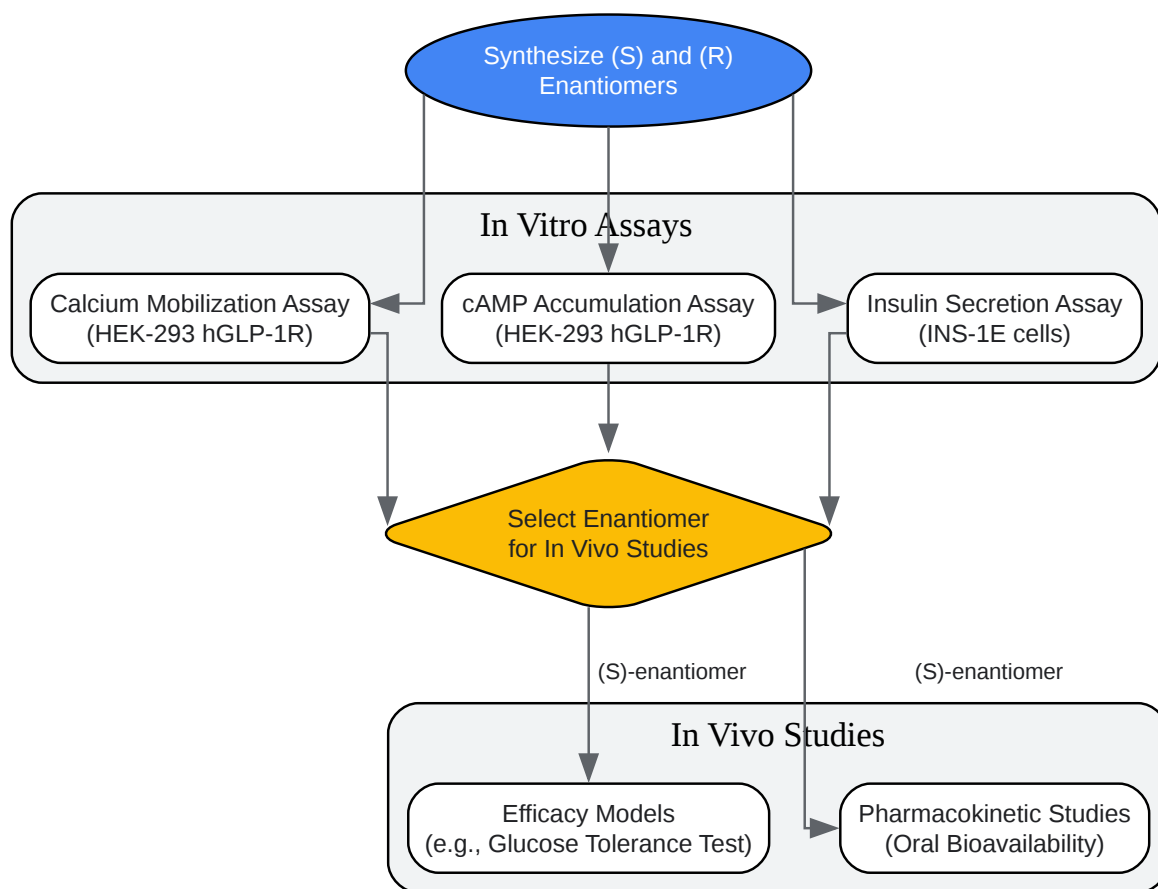 Synthesize (S) and (R)
Enantiomers
In Vitro Assays
Calcium Mobilization Assay
(HEK-293 hGLP-1R)
cAMP Accumulation Assay
(HEK-293 hGLP-1R)
Insulin Secretion Assay
(INS-1E cells)
Select Enantiomer
for In Vivo Studies
(S)-enantiomer
(S)-enantiomer
In Vivo Studies
Efficacy Models
(e.g., Glucose Tolerance Test)
Pharmacokinetic Studies
(Oral Bioavailability)